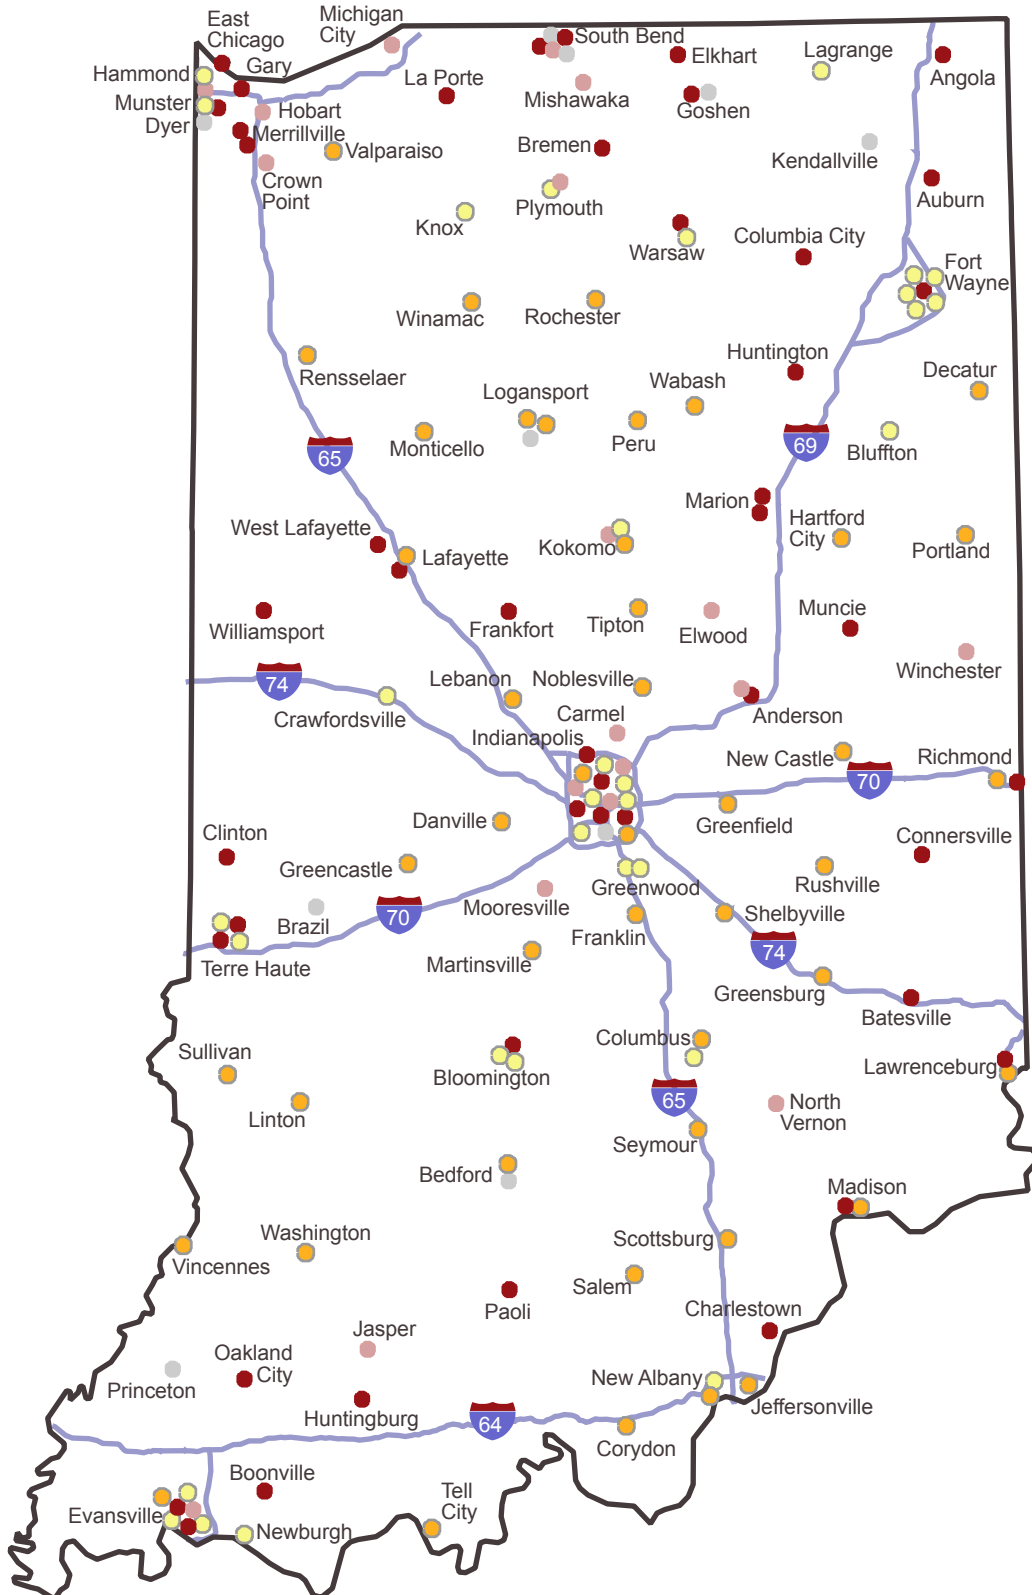 East
Chicago
Michigan
City
Gary
Hammond
Munster
Dyer
Hobart
Merrillville
Crown
Point
Valparaiso
La Porte
South Bend
Mishawaka
Elkhart
Goshen
Lagrange
Angola
Bremen
Kendallville
Auburn
Plymouth
Knox
Warsaw
Columbia City
Fort
Wayne
Winamac
Rochester
Rensselaer
Huntington
Decatur
Logansport
Wabash
Monticello
Peru
Bluffton
65
69
Marion
Hartford
City
Portland
West Lafayette
Lafayette
Kokomo
Williamsport
Frankfort
Tipton
Elwood
Muncie
Winchester
74
Crawfordsville
Lebanon
Noblesville
Anderson
Carmel
Indianapolis
New Castle
Richmond
70
Greenfield
Danville
Clinton
Greencastle
Connersville
Rushville
Greenwood
Brazil
70
Mooresville
Franklin
Shelbyville
74
Terre Haute
Martinsville
Greensburg
Batesville
Sullivan
Columbus
Bloomington
Lawrenceburg
Linton
65
North
Vernon
Seymour
Bedford
Madison
Washington
Vincennes
Scottsburg
Salem
Paoli
Charlestown
Jasper
Oakland
City
Princeton
Huntingburg
New Albany
Jeffersonville
64
Corydon
Boonville
Tell
City
Evansville
Newburgh